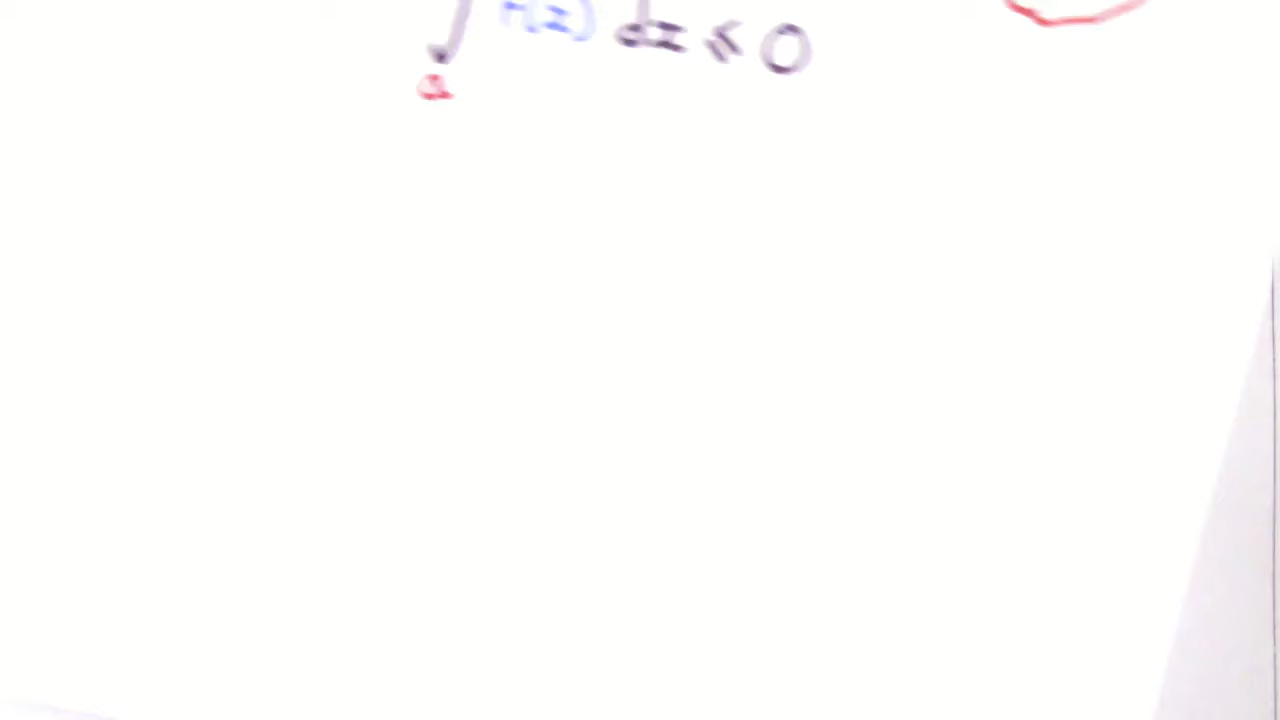 ∫ f(x) dx ⩽ 0
a